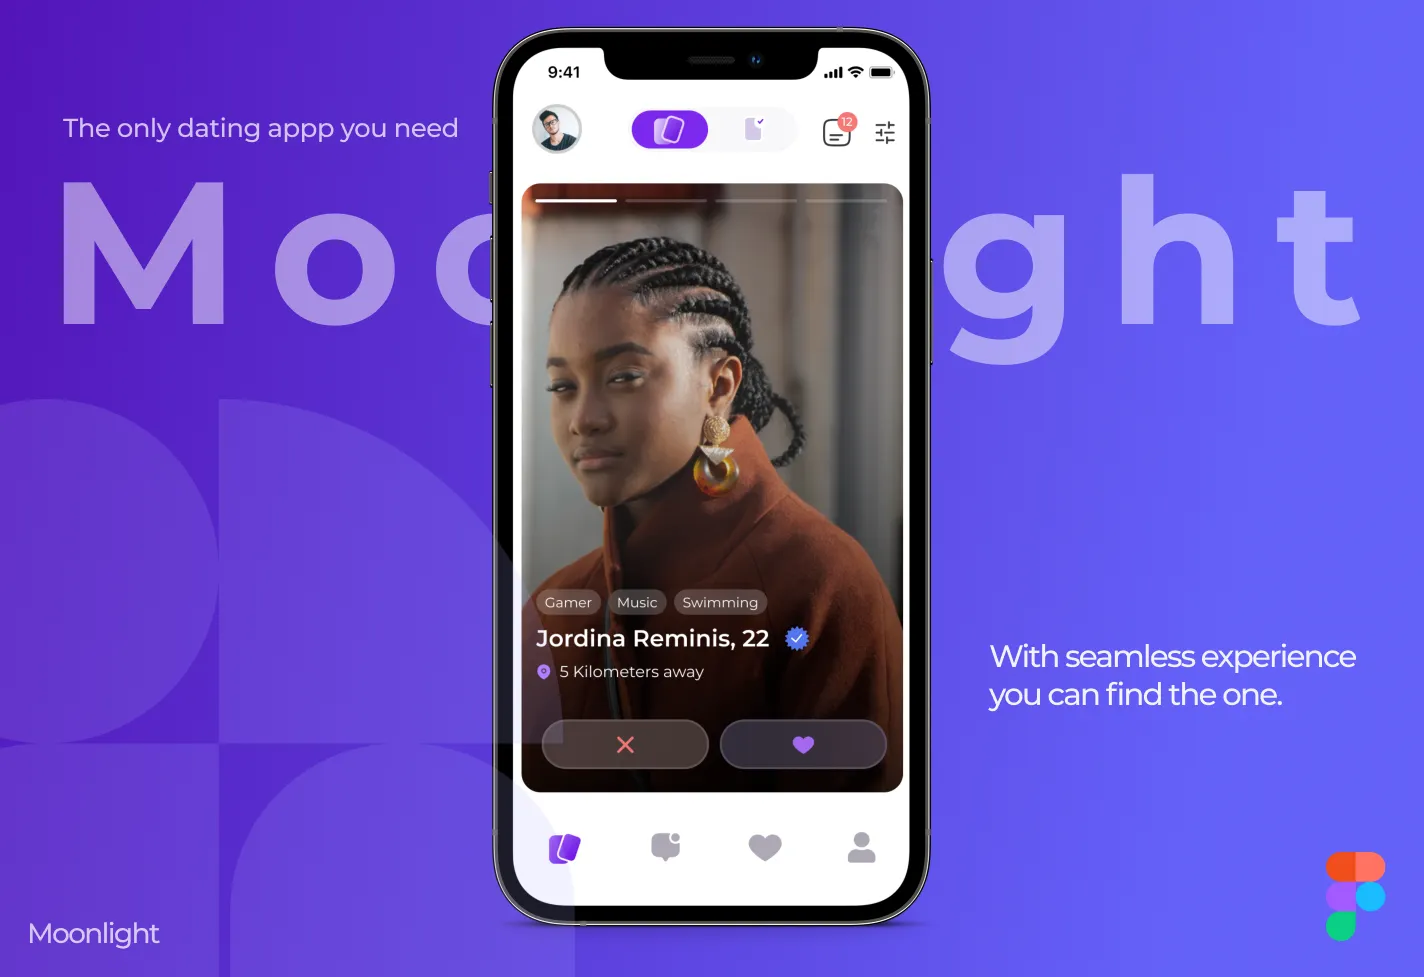 The only dating appp you need
Moo ght
9:41
12
Gamer Music Swimming
Jordina Reminis, 22
5 Kilometers away
With seamless experience
you can find the one.
Moonlight